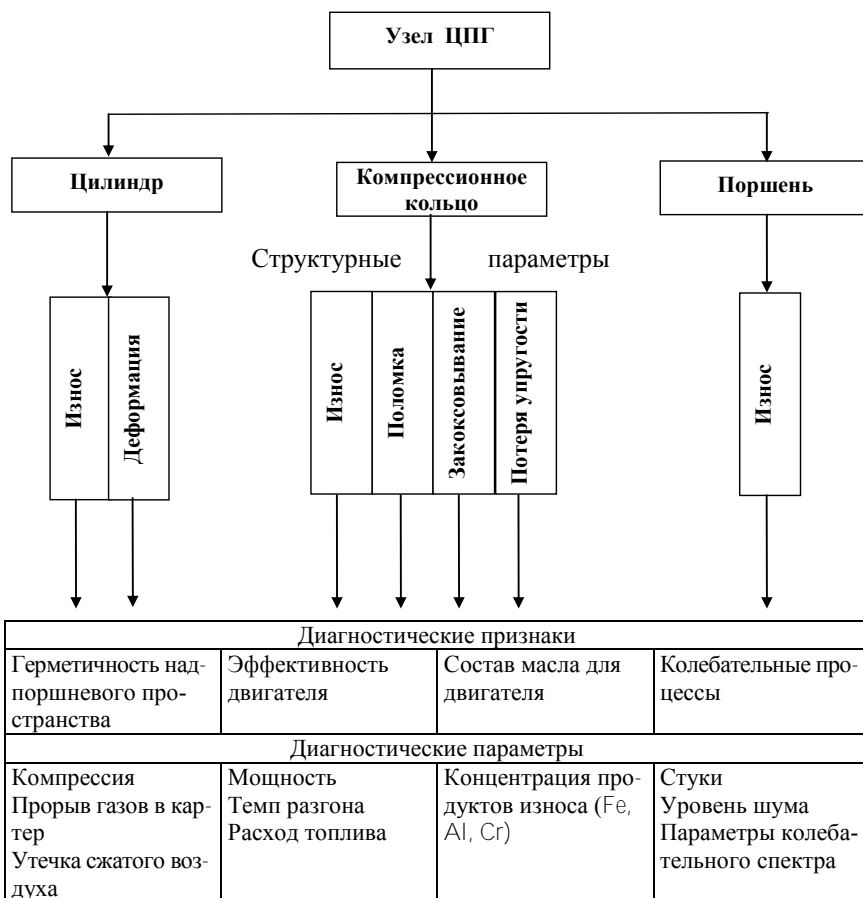 Узел ЦПГ
Цилиндр
Компрессионное
кольцо
Поршень
Структурные параметры
Износ
Деформация
Износ
Поломка
Закоксовывание
Потеря упругости
Износ
Диагностические признаки
Герметичность над-
поршневого про-
странства
Эффективность
двигателя
Состав масла для
двигателя
Колебательные про-
цессы
Диагностические параметры
Компрессия
Прорыв газов в кар-
тер
Утечка сжатого воз-
духа
Мощность
Темп разгона
Расход топлива
Концентрация про-
дуктов износа (Fe,
Al, Cr)
Стуки
Уровень шума
Параметры колеба-
тельного спектра